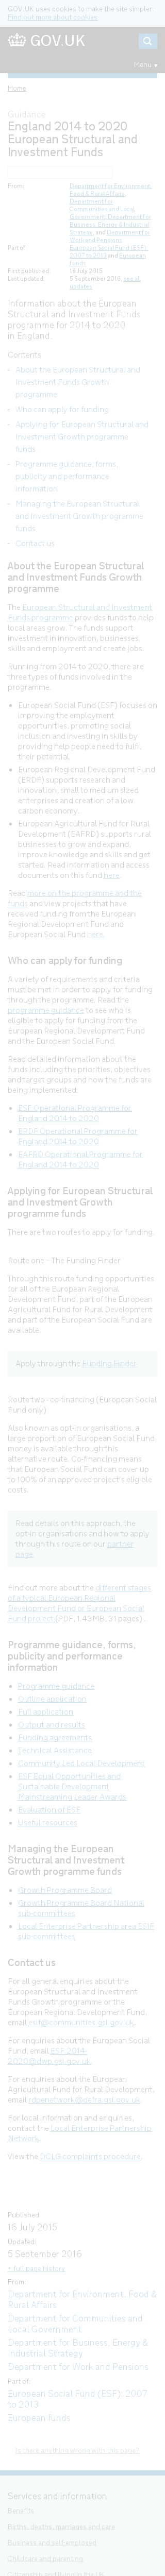 GOV.UK uses cookies to make the site simpler.
Find out more about cookies
GOV.UK
Menu
Home
Guidance
England 2014 to 2020
European Structural and
Investment Funds
From:
Department for Environment,
Food & Rural Affairs,
Department for
Communities and Local
Government, Department for
Business, Energy & Industrial
Strategy, and Department for
Work and Pensions
Part of:
European Social Fund (ESF):
2007 to 2013 and European
funds
First published:
16 July 2015
Last updated:
5 September 2016, see all
updates
Information about the European
Structural and Investment Funds
programme for 2014 to 2020
in England.
Contents
- About the European Structural and
Investment Funds Growth
programme
- Who can apply for funding
- Applying for European Structural and
Investment Growth programme
funds
- Programme guidance, forms,
publicity and performance
information
- Managing the European Structural
and Investment Growth programme
funds
- Contact us
About the European Structural
and Investment Funds Growth
programme
The European Structural and Investment
Funds programme provides funds to help
local areas grow. The funds support
investment in innovation, businesses,
skills and employment and create jobs.
Running from 2014 to 2020, there are
three types of funds involved in the
programme.
• European Social Fund (ESF) focuses on
improving the employment
opportunities, promoting social
inclusion and investing in skills by
providing help people need to fulfil
their potential.
• European Regional Development Fund
(ERDF) supports research and
innovation, small to medium sized
enterprises and creation of a low
carbon economy.
• European Agricultural Fund for Rural
Development (EAFRD) supports rural
businesses to grow and expand,
improve knowledge and skills and get
started. Read information and access
documents on this fund here.
Read more on the programme and the
funds and view projects that have
received funding from the European
Regional Development Fund and
European Social Fund here.
Who can apply for funding
A variety of requirements and criteria
must be met in order to apply for funding
through the programme. Read the
programme guidance to see who is
eligible to apply for funding from the
European Regional Development Fund
and the European Social Fund.
Read detailed information about the
funds including the priorities, objectives
and target groups and how the funds are
being implemented:
• ESF Operational Programme for
England 2014 to 2020
• ERDF Operational Programme for
England 2014 to 2020
• EAFRD Operational Programme for
England 2014 to 2020
Applying for European Structural
and Investment Growth
programme funds
There are two routes to apply for funding.
Route one - The Funding Finder
Through this route funding opportunities
for all of the European Regional
Development Fund, part of the European
Agricultural Fund for Rural Development
and part of the European Social Fund are
available.
Apply through the Funding Finder.
Route two - co-financing (European Social
Fund only)
Also known as opt-in organisations, a
large proportion of European Social Fund
money is available through this
alternative route. Co-financing means
that European Social Fund can cover up
to 100% of an approved project's eligible
costs.
Read details on this approach, the
opt-in organisations and how to apply
through this route on our partner
page.
Find out more about the different stages
of a typical European Regional
Development Fund or European Social
Fund project (PDF, 1.42MB, 31 pages)
Programme guidance, forms,
publicity and performance
information
• Programme guidance
• Outline application
• Full application
• Output and results
• Funding agreements
• Technical Assistance
• Community Led Local Development
• ESF Equal Opportunities and
Sustainable Development
Mainstreaming Leader Awards
• Evaluation of ESF
• Useful resources
Managing the European
Structural and Investment
Growth programme funds
• Growth Programme Board
• Growth Programme Board National
sub-committees
• Local Enterprise Partnership area ESIF
sub-committees
Contact us
For all general enquiries about the
European Structural and Investment
Funds Growth programme or the
European Regional Development Fund,
email esif@communities.gsi.gov.uk.
For enquiries about the European Social
Fund, email ESF.2014-
2020@dwp.gsi.gov.uk.
For enquiries about the European
Agricultural Fund for Rural Development,
email rdpenetwork@defra.gsi.gov.uk.
For local information and enquiries,
contact the Local Enterprise Partnership
Network.
View the DCLG complaints procedure.
Published:
16 July 2015
Updated:
5 September 2016
+ full page history
From:
Department for Environment, Food &
Rural Affairs
Department for Communities and
Local Government
Department for Business, Energy &
Industrial Strategy
Department for Work and Pensions
Part of:
European Social Fund (ESF): 2007
to 2013
European funds
Is there anything wrong with this page?
Services and information
Benefits
Births, deaths, marriages and care
Business and self-employed
Childcare and parenting
Citizenship and living in the UK